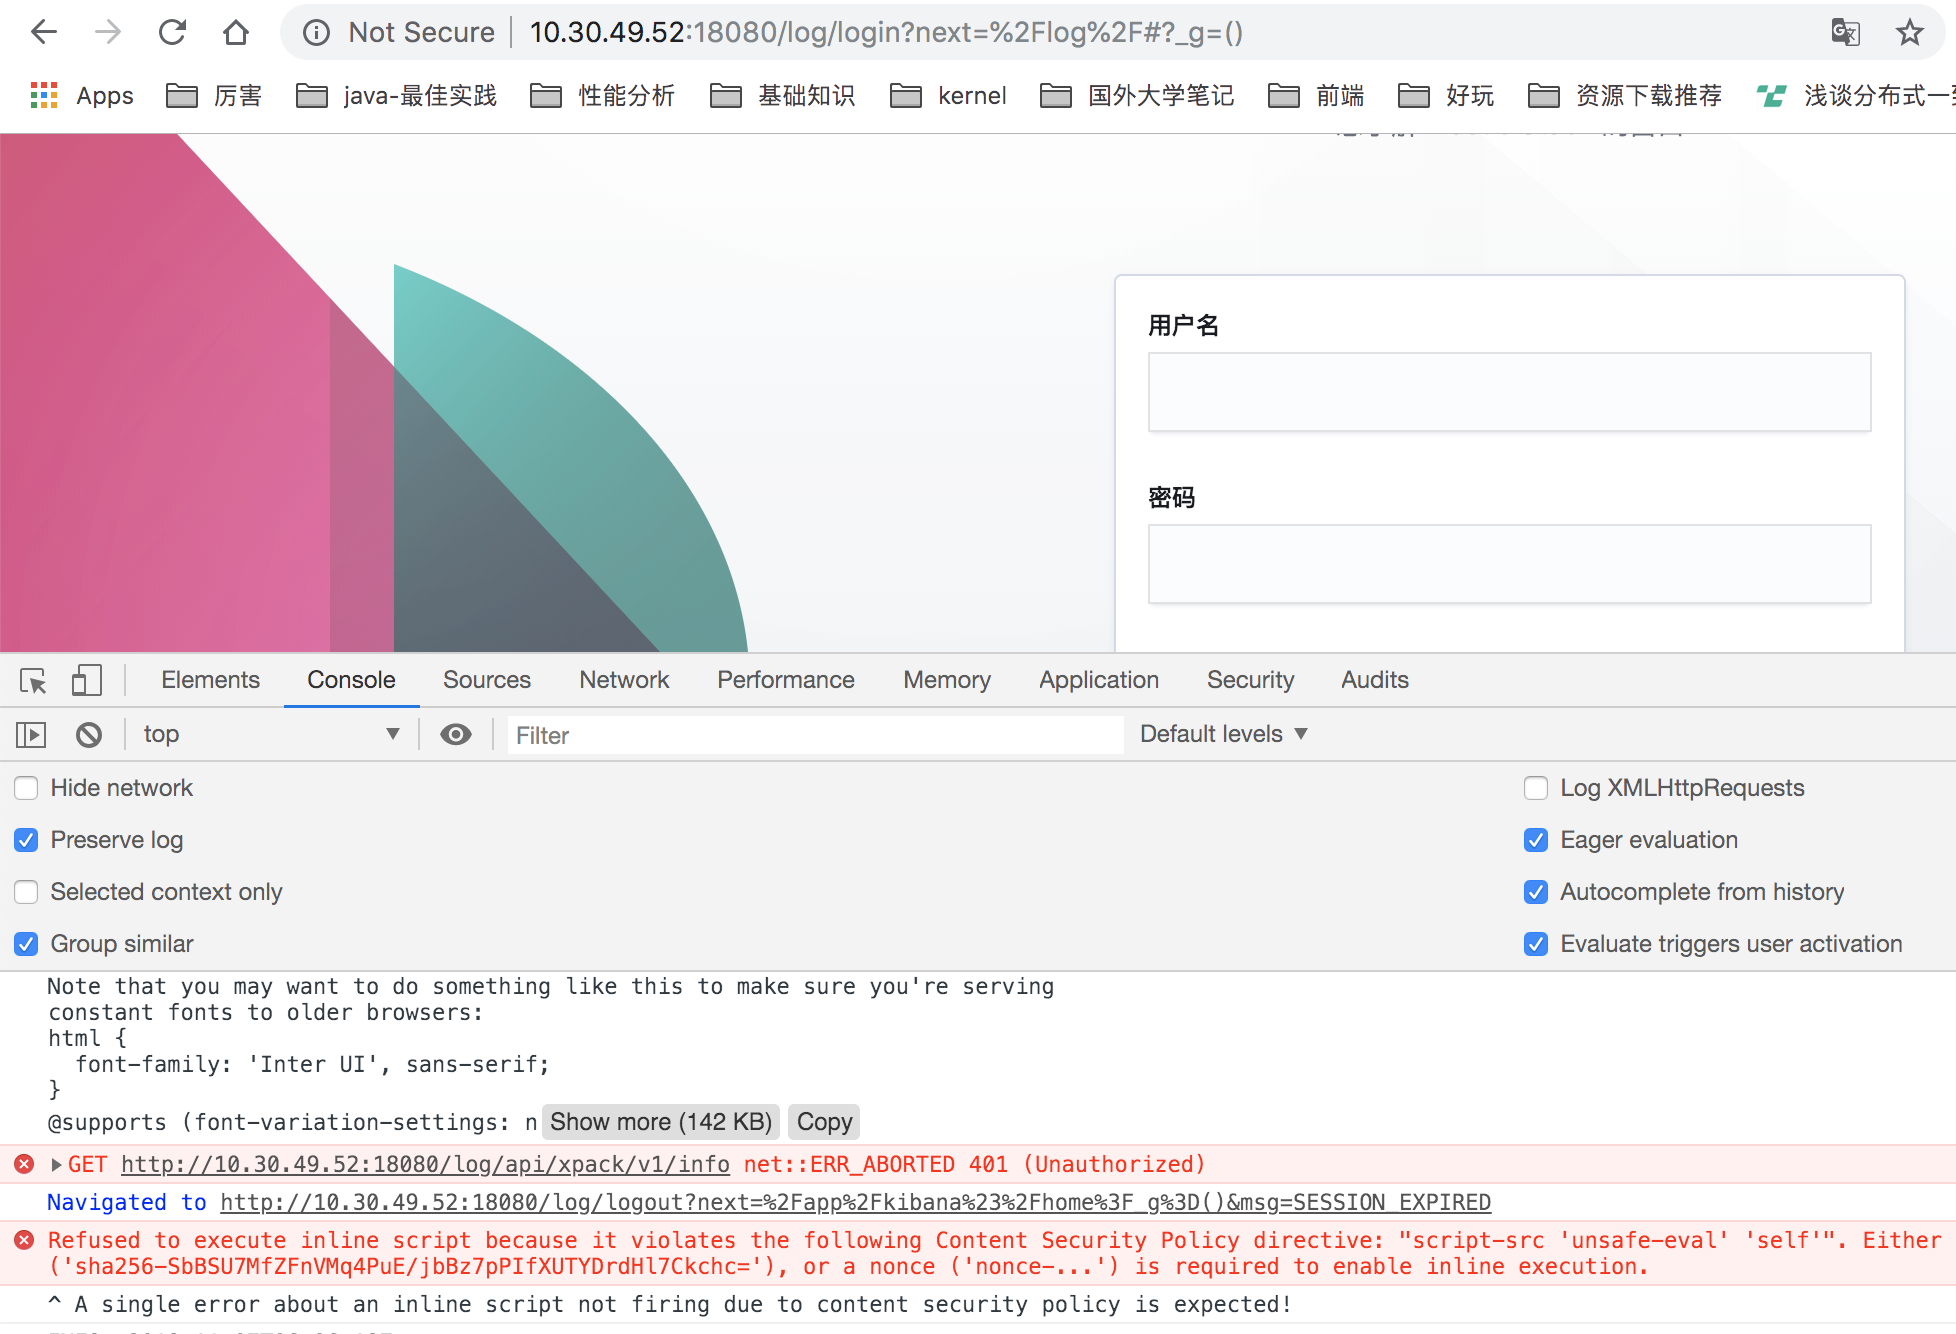 Not Secure 10.30.49.52:18080/log/login?next=%2Flog%2F#?_g=()
Apps 厉害 java-最佳实践 性能分析 基础知识 kernel 国外大学笔记 前端 好玩 资源下载推荐 浅谈分布式一
用户名
密码
Elements Console Sources Network Performance Memory Application Security Audits
top Filter Default levels
Hide network Log XMLHttpRequests
Preserve log Eager evaluation
Selected context only Autocomplete from history
Group similar Evaluate triggers user activation
Note that you may want to do something like this to make sure you're serving
constant fonts to older browsers:
html {
font-family: 'Inter UI', sans-serif;
}
@supports (font-variation-settings: n Show more (142 KB) Copy
GET http://10.30.49.52:18080/log/api/xpack/v1/info net::ERR_ABORTED 401 (Unauthorized)
Navigated to http://10.30.49.52:18080/log/logout?next=%2Fapp%2Fkibana%23%2Fhome%3F_g%3D()&msg=SESSION_EXPIRED
Refused to execute inline script because it violates the following Content Security Policy directive: "script-src 'unsafe-eval' 'self'". Either
('sha256-SbBSU7MfZFnVMq4PuE/jbBz7pPIfXUTYDrdHl7Ckchc='), or a nonce ('nonce-...') is required to enable inline execution.
^ A single error about an inline script not firing due to content security policy is expected!